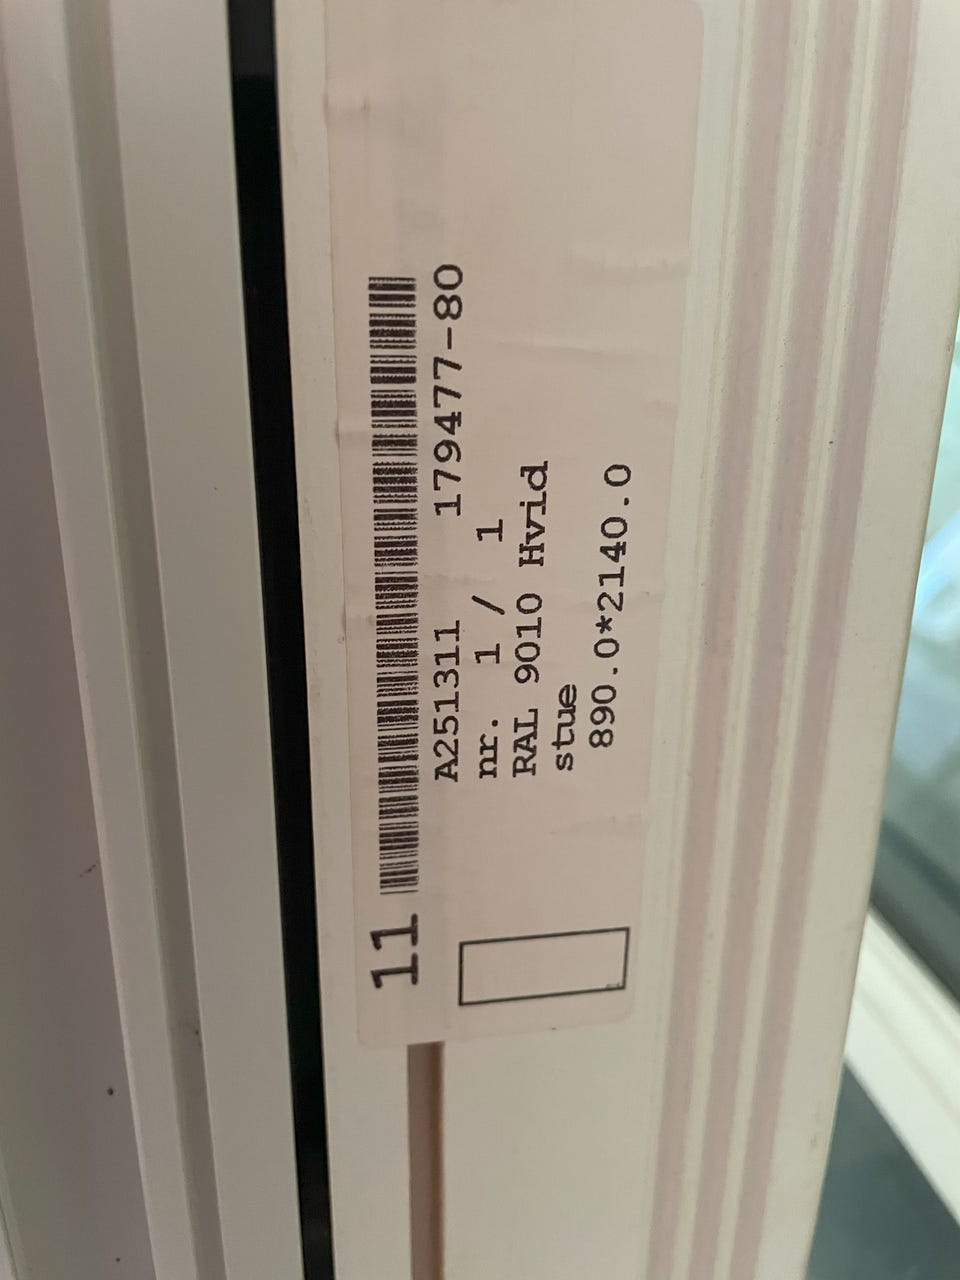 11
A251311 179477-80
nr. 1 / 1
RAL 9010 Hvid
stue
890.0*2140.0